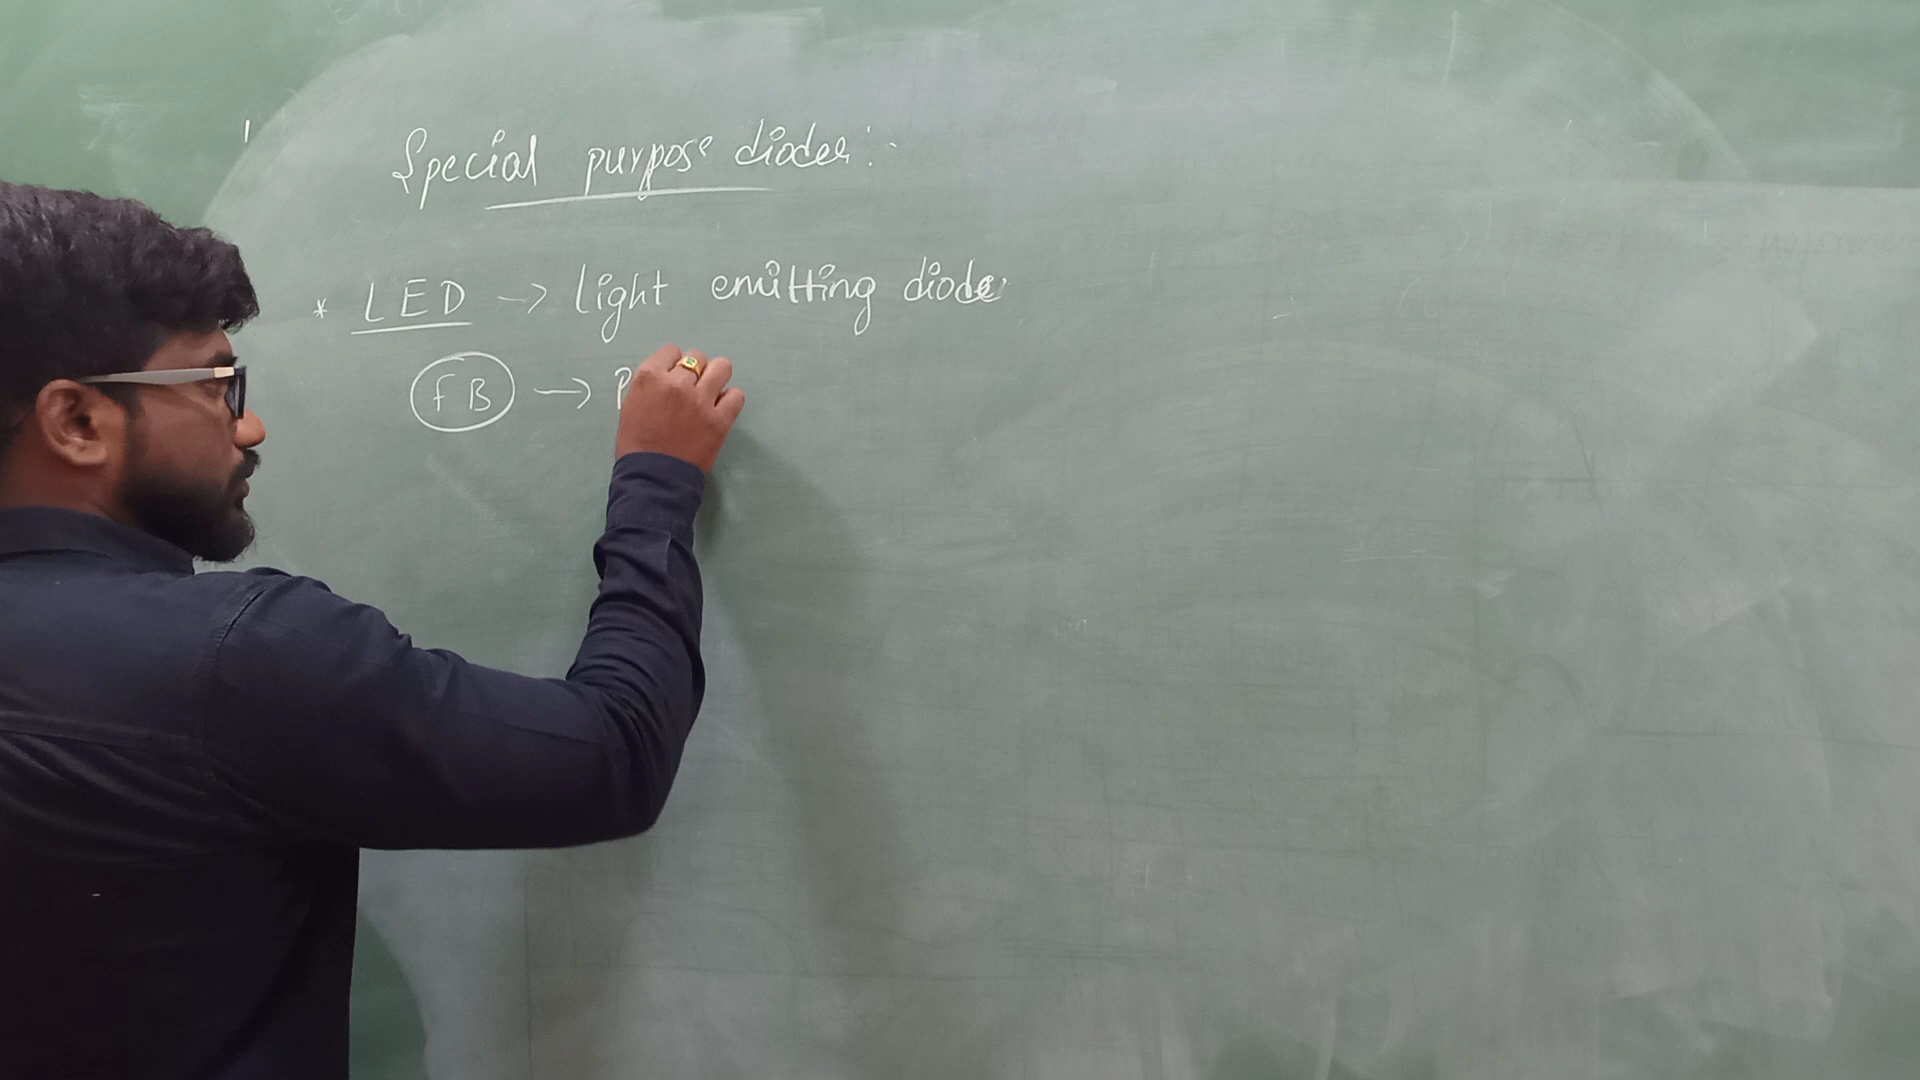 Special purpose diodes:-
* LED → light emitting diode
FB → P